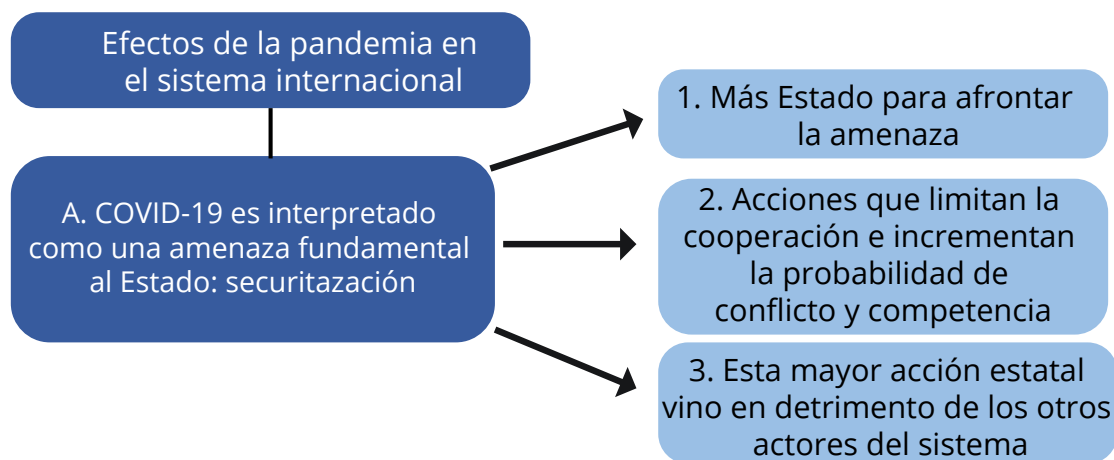 Efectos de la pandemia en
el sistema internacional
A. COVID-19 es interpretado
como una amenaza fundamental
al Estado: securitazación
1. Más Estado para afrontar
la amenaza
2. Acciones que limitan la
cooperación e incrementan
la probabilidad de
conflicto y competencia
3. Esta mayor acción estatal
vino en detrimento de los otros
actores del sistema